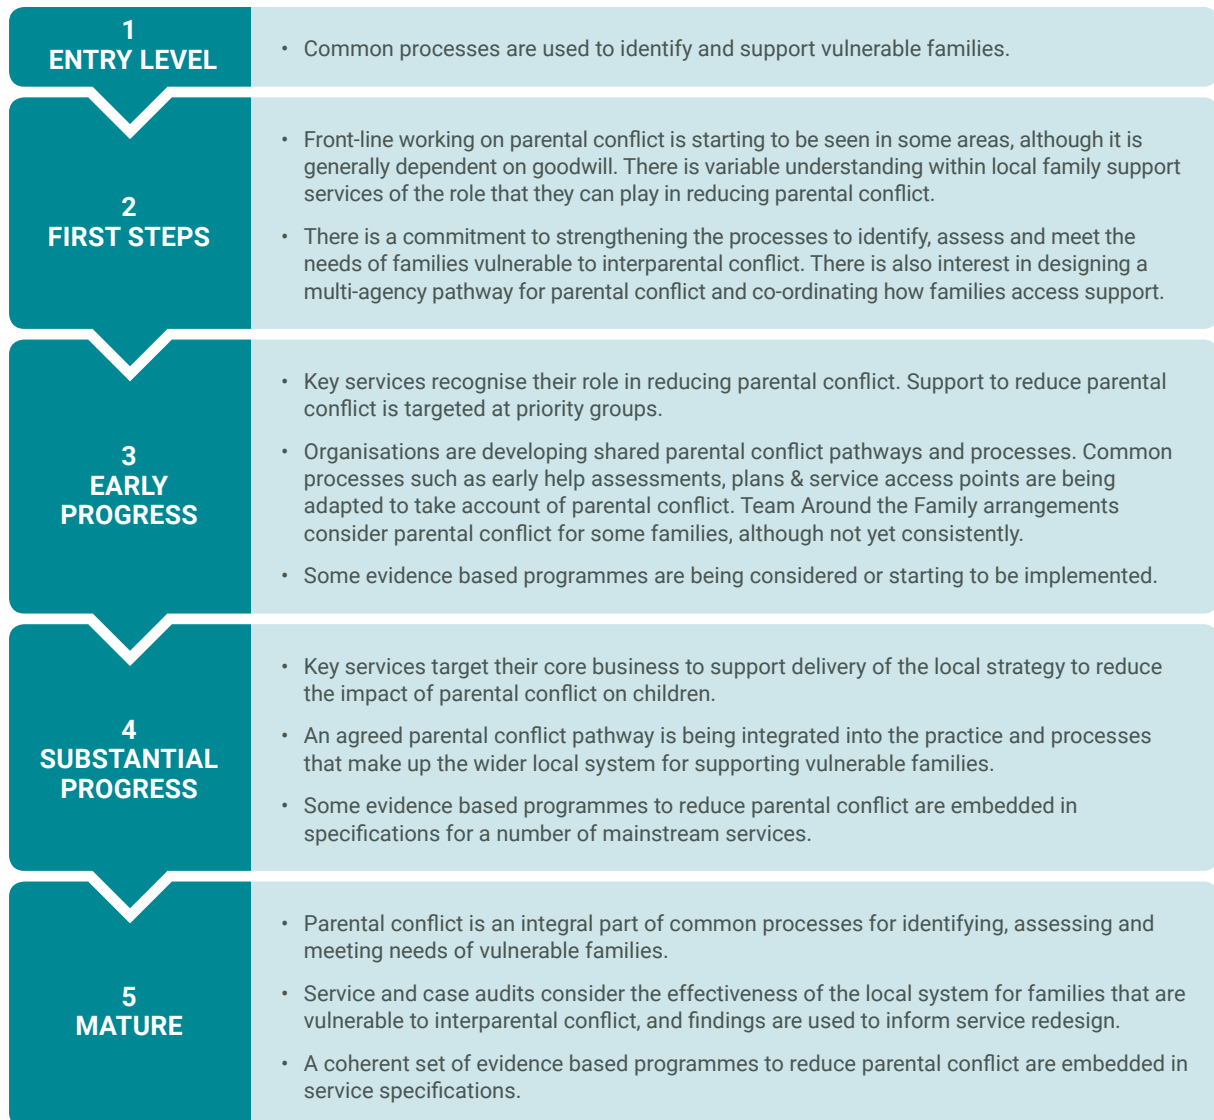 1
ENTRY LEVEL
• Common processes are used to identify and support vulnerable families.
2
FIRST STEPS
• Front-line working on parental conflict is starting to be seen in some areas, although it is
generally dependent on goodwill. There is variable understanding within local family support
services of the role that they can play in reducing parental conflict.
• There is a commitment to strengthening the processes to identify, assess and meet the
needs of families vulnerable to interparental conflict. There is also interest in designing a
multi-agency pathway for parental conflict and co-ordinating how families access support.
3
EARLY
PROGRESS
• Key services recognise their role in reducing parental conflict. Support to reduce parental
conflict is targeted at priority groups.
• Organisations are developing shared parental conflict pathways and processes. Common
processes such as early help assessments, plans & service access points are being
adapted to take account of parental conflict. Team Around the Family arrangements
consider parental conflict for some families, although not yet consistently.
• Some evidence based programmes are being considered or starting to be implemented.
4
SUBSTANTIAL
PROGRESS
• Key services target their core business to support delivery of the local strategy to reduce
the impact of parental conflict on children.
• An agreed parental conflict pathway is being integrated into the practice and processes
that make up the wider local system for supporting vulnerable families.
• Some evidence based programmes to reduce parental conflict are embedded in
specifications for a number of mainstream services.
5
MATURE
• Parental conflict is an integral part of common processes for identifying, assessing and
meeting needs of vulnerable families.
• Service and case audits consider the effectiveness of the local system for families that are
vulnerable to interparental conflict, and findings are used to inform service redesign.
• A coherent set of evidence based programmes to reduce parental conflict are embedded in
service specifications.